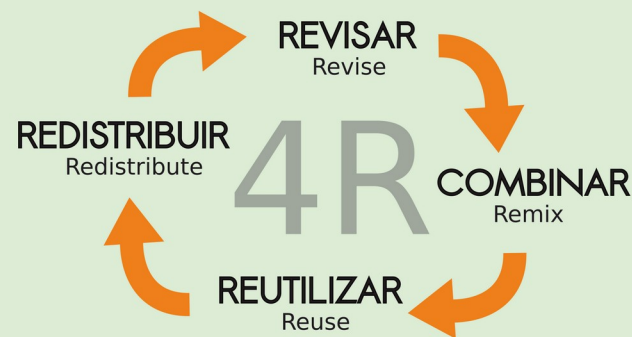 REVISAR
Revise
COMBINAR
Remix
REUTILIZAR
Reuse
REDISTRIBUIR
Redistribute
4R